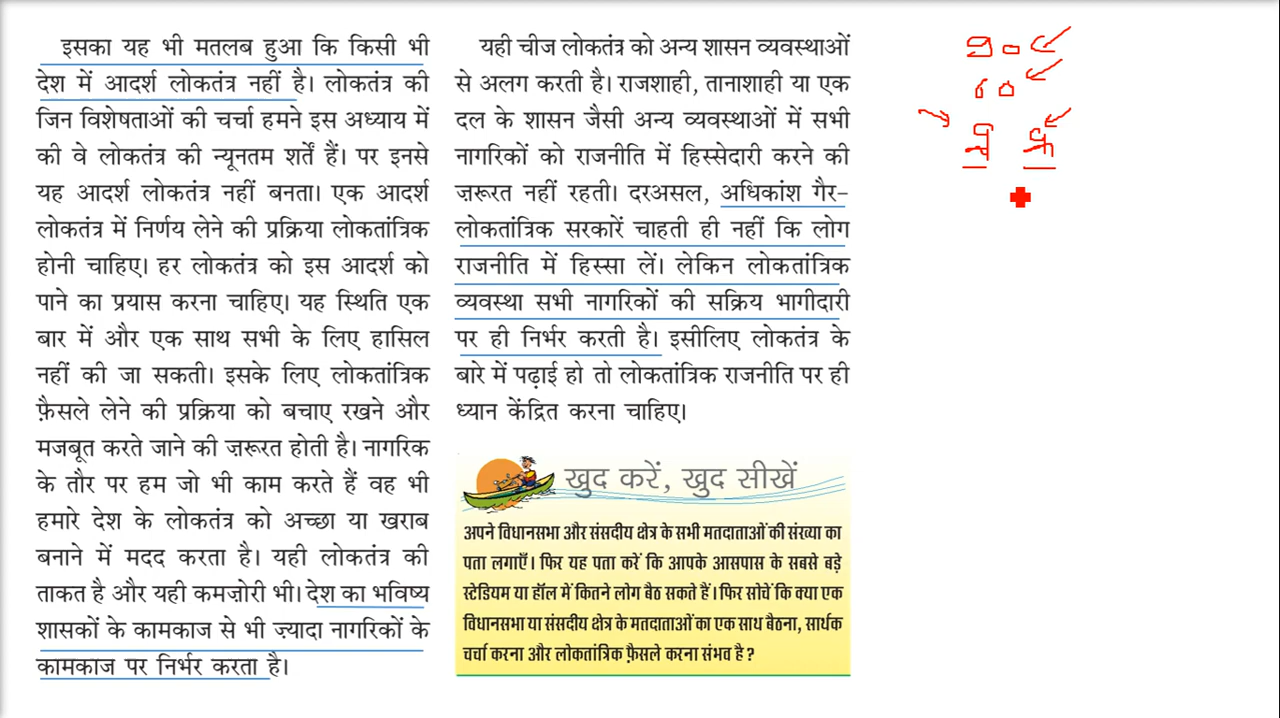 इसका यह भी मतलब हुआ कि किसी भी
देश में आदर्श लोकतंत्र नहीं है। लोकतंत्र की
जिन विशेषताओं की चर्चा हमने इस अध्याय में
की वे लोकतंत्र की न्यूनतम शर्तें हैं। पर इनसे
यह आदर्श लोकतंत्र नहीं बनता। एक आदर्श
लोकतंत्र में निर्णय लेने की प्रक्रिया लोकतांत्रिक
होनी चाहिए। हर लोकतंत्र को इस आदर्श को
पाने का प्रयास करना चाहिए। यह स्थिति एक
बार में और एक साथ सभी के लिए हासिल
नहीं की जा सकती। इसके लिए लोकतांत्रिक
फ़ैसले लेने की प्रक्रिया को बचाए रखने और
मजबूत करते जाने की ज़रूरत होती है। नागरिक
के तौर पर हम जो भी काम करते हैं वह भी
हमारे देश के लोकतंत्र को अच्छा या खराब
बनाने में मदद करता है। यही लोकतंत्र की
ताकत है और यही कमज़ोरी भी। देश का भविष्य
शासकों के कामकाज से भी ज़्यादा नागरिकों के
कामकाज पर निर्भर करता है।
यही चीज लोकतंत्र को अन्य शासन व्यवस्थाओं
से अलग करती है। राजशाही, तानाशाही या एक
दल के शासन जैसी अन्य व्यवस्थाओं में सभी
नागरिकों को राजनीति में हिस्सेदारी करने की
ज़रूरत नहीं रहती। दरअसल, अधिकांश गैर-
लोकतांत्रिक सरकारें चाहती ही नहीं कि लोग
राजनीति में हिस्सा लें। लेकिन लोकतांत्रिक
व्यवस्था सभी नागरिकों की सक्रिय भागीदारी
पर ही निर्भर करती है। इसीलिए लोकतंत्र के
बारे में पढ़ाई हो तो लोकतांत्रिक राजनीति पर ही
ध्यान केंद्रित करना चाहिए।
खुद करें, खुद सीखें
अपने विधानसभा और संसदीय क्षेत्र के सभी मतदाताओं की संख्या का
पता लगाएँ। फिर यह पता करें कि आपके आसपास के सबसे बड़े
स्टेडियम या हॉल में कितने लोग बैठ सकते हैं। फिर सोचें कि क्या एक
विधानसभा या संसदीय क्षेत्र के मतदाताओं का एक साथ बैठना, सार्थक
चर्चा करना और लोकतांत्रिक फ़ैसले करना संभव है?